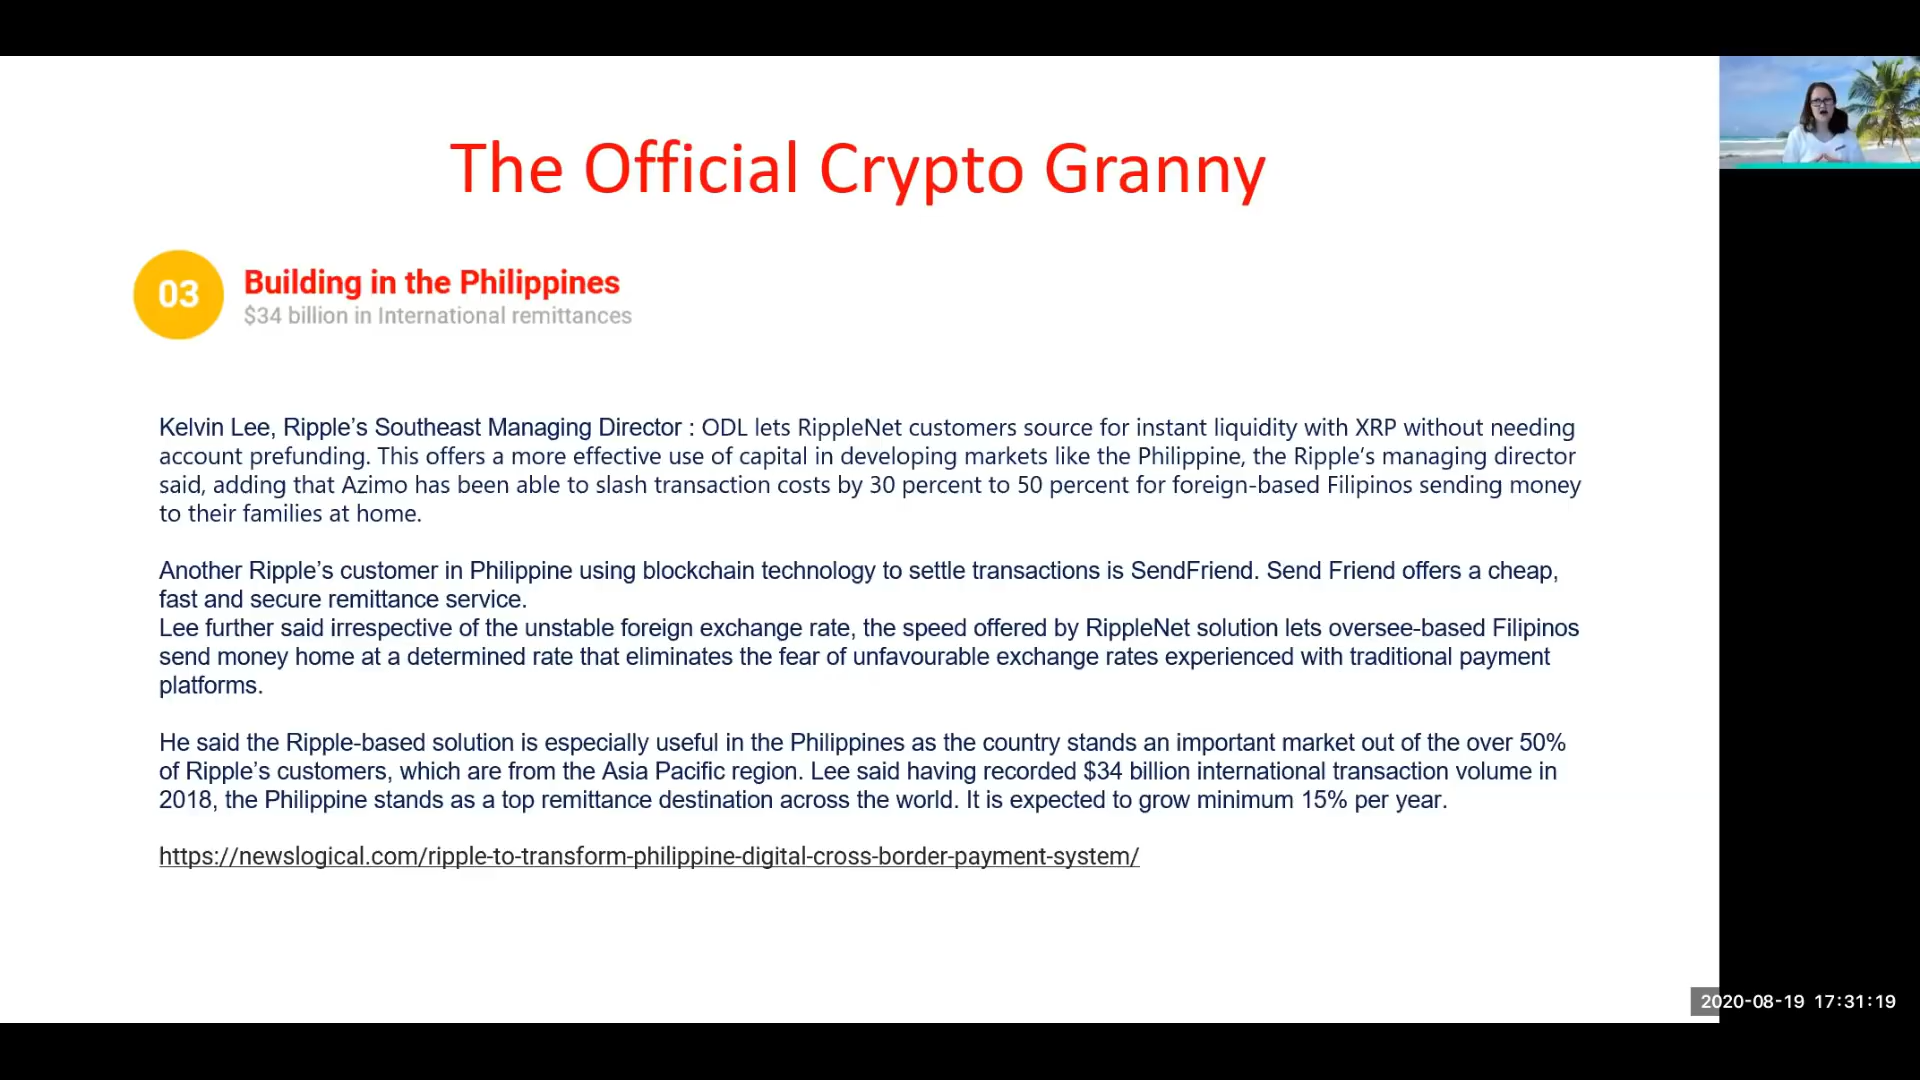 The Official Crypto Granny
03
Building in the Philippines
$34 billion in International remittances
Kelvin Lee, Ripple’s Southeast Managing Director : ODL lets RippleNet customers source for instant liquidity with XRP without needing
account prefunding. This offers a more effective use of capital in developing markets like the Philippine, the Ripple’s managing director
said, adding that Azimo has been able to slash transaction costs by 30 percent to 50 percent for foreign-based Filipinos sending money
to their families at home.
Another Ripple’s customer in Philippine using blockchain technology to settle transactions is SendFriend. Send Friend offers a cheap,
fast and secure remittance service.
Lee further said irrespective of the unstable foreign exchange rate, the speed offered by RippleNet solution lets oversee-based Filipinos
send money home at a determined rate that eliminates the fear of unfavourable exchange rates experienced with traditional payment
platforms.
He said the Ripple-based solution is especially useful in the Philippines as the country stands an important market out of the over 50%
of Ripple’s customers, which are from the Asia Pacific region. Lee said having recorded $34 billion international transaction volume in
2018, the Philippine stands as a top remittance destination across the world. It is expected to grow minimum 15% per year.
https://newslogical.com/ripple-to-transform-philippine-digital-cross-border-payment-system/
2020-08-19 17:31:19